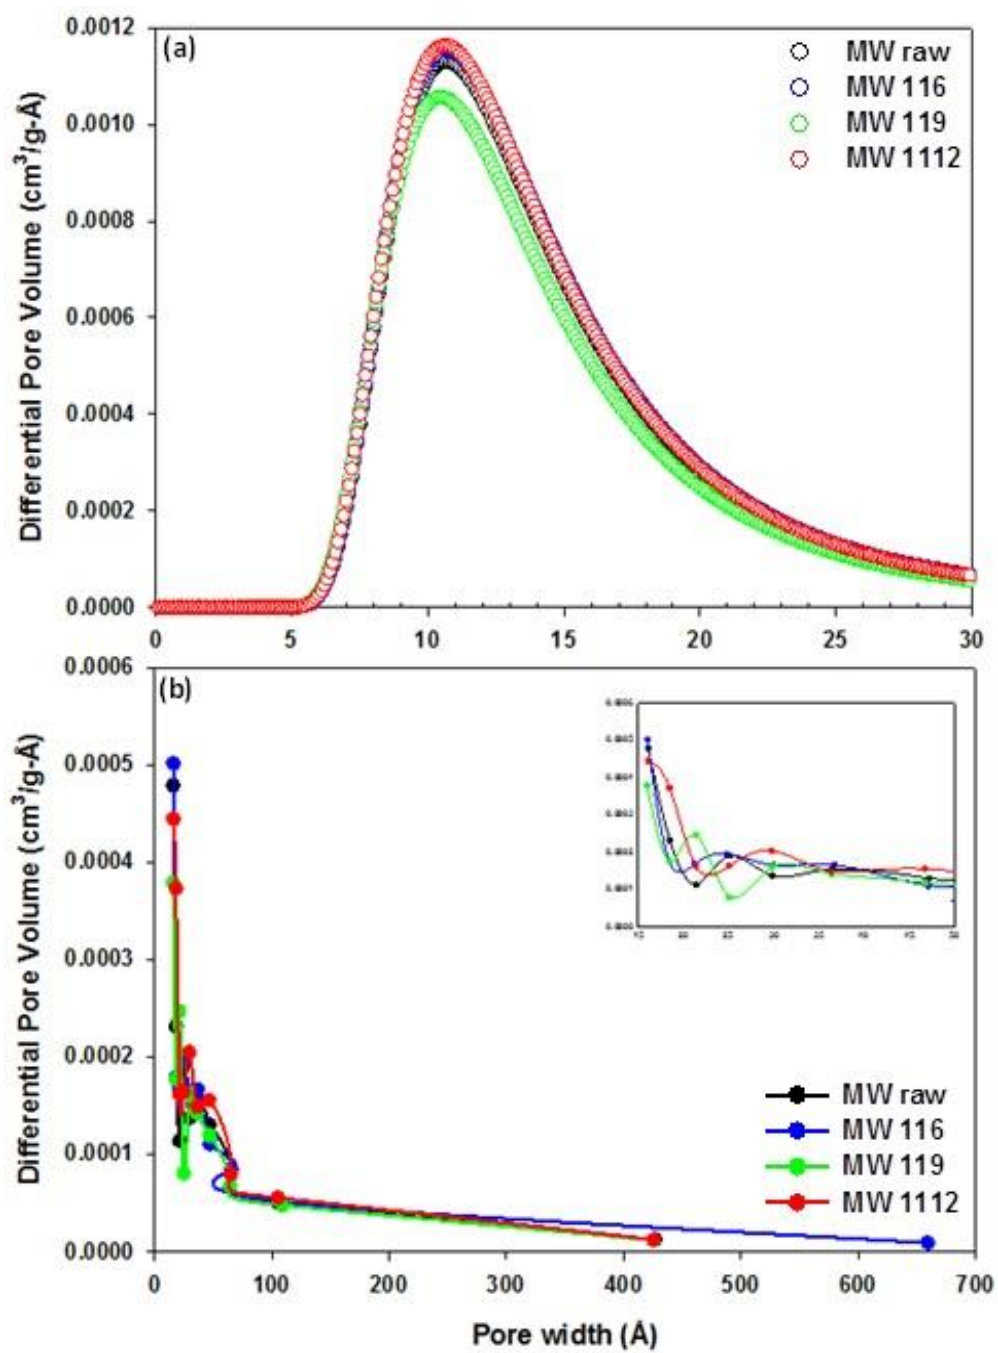 (a)
MW raw
MW 116
MW 119
MW 1112
Differential Pore Volume (cm³/g-Å)
0.0012
0.0010
0.0008
0.0006
0.0004
0.0002
0.0000
0 5 10 15 20 25 30
(b)
Differential Pore Volume (cm³/g-Å)
0.0006
0.0005
0.0004
0.0003
0.0002
0.0001
0.0000
MW raw
MW 116
MW 119
MW 1112
0 100 200 300 400 500 600 700
Pore width (Å)